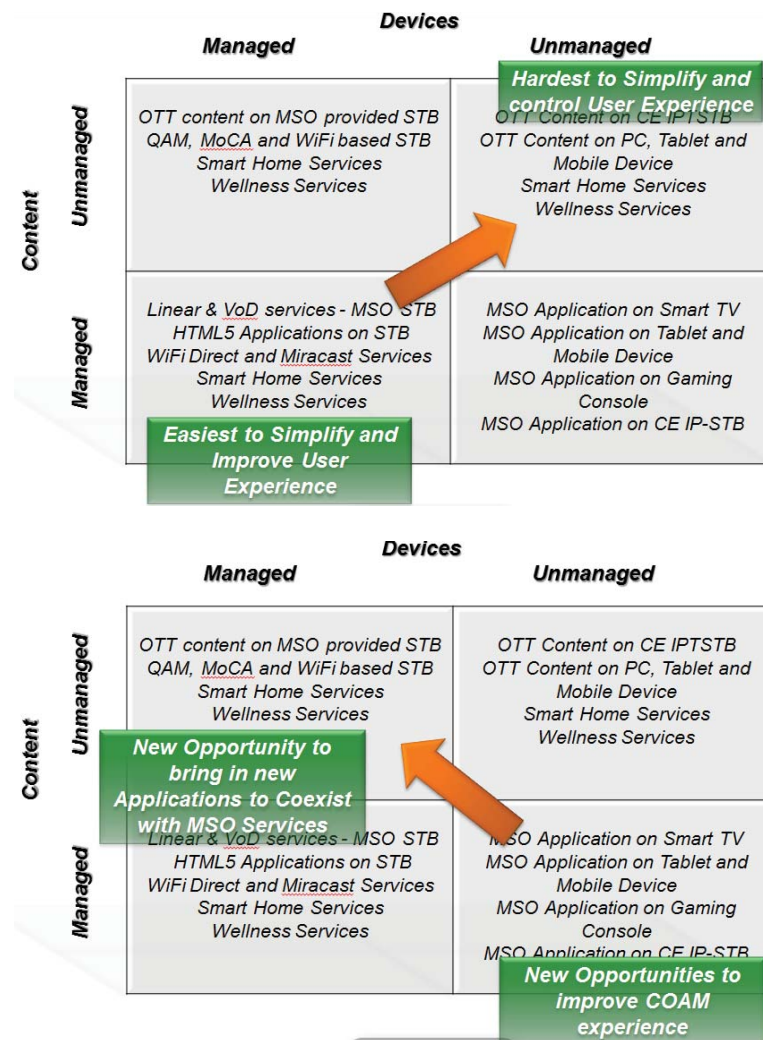 Devices
Managed
Unmanaged
Content
Unmanaged
Managed
OTT content on MSO provided STB
QAM, MoCA and WiFi based STB
Smart Home Services
Wellness Services
Hardest to Simplify and
control User Experience
OTT Content on CE IPTSTB
OTT Content on PC, Tablet and
Mobile Device
Smart Home Services
Wellness Services
Linear & VoD services - MSO STB
HTML5 Applications on STB
WiFi Direct and Miracast Services
Smart Home Services
Wellness Services
Easiest to Simplify and
Improve User
Experience
MSO Application on Smart TV
MSO Application on Tablet and
Mobile Device
MSO Application on Gaming
Console
MSO Application on CE IP-STB
Devices
Managed
Unmanaged
Content
Unmanaged
Managed
OTT content on MSO provided STB
QAM, MoCA and WiFi based STB
Smart Home Services
Wellness Services
New Opportunity to
bring in new
Applications to Coexist
with MSO Services
OTT Content on CE IPTSTB
OTT Content on PC, Tablet and
Mobile Device
Smart Home Services
Wellness Services
Linear & VoD services - MSO STB
HTML5 Applications on STB
WiFi Direct and Miracast Services
Smart Home Services
Wellness Services
MSO Application on Smart TV
MSO Application on Tablet and
Mobile Device
MSO Application on Gaming
Console
MSO Application on CE IP-STB
New Opportunities to
improve COAM
experience